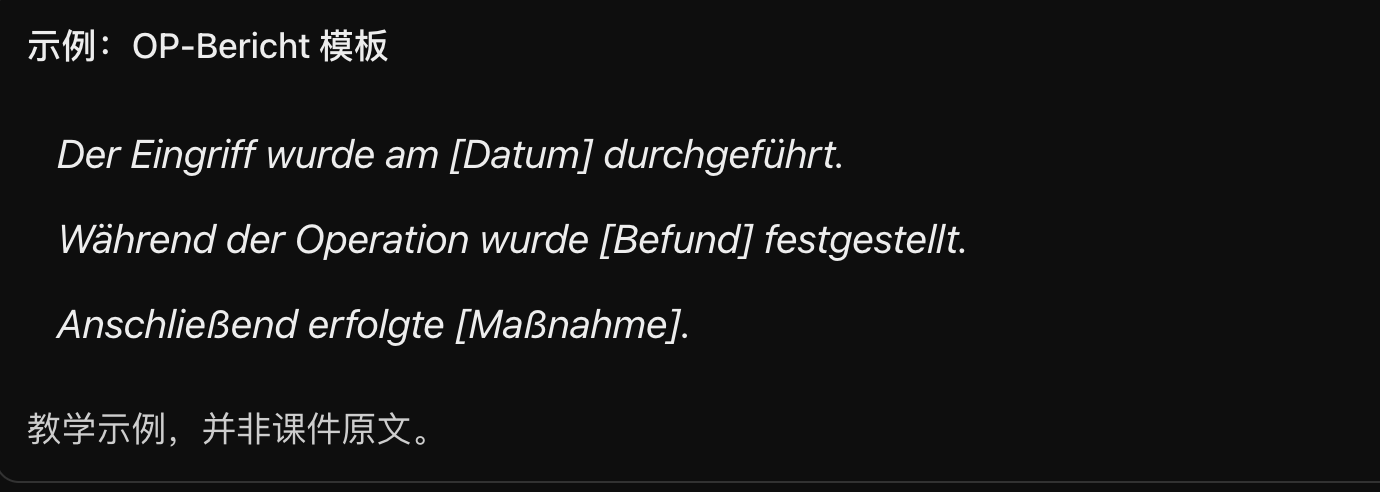 示例：OP-Bericht 模板
Der Eingriff wurde am [Datum] durchgeführt.
Während der Operation wurde [Befund] festgestellt.
Anschließend erfolgte [Maßnahme].
教学示例，并非课件原文。